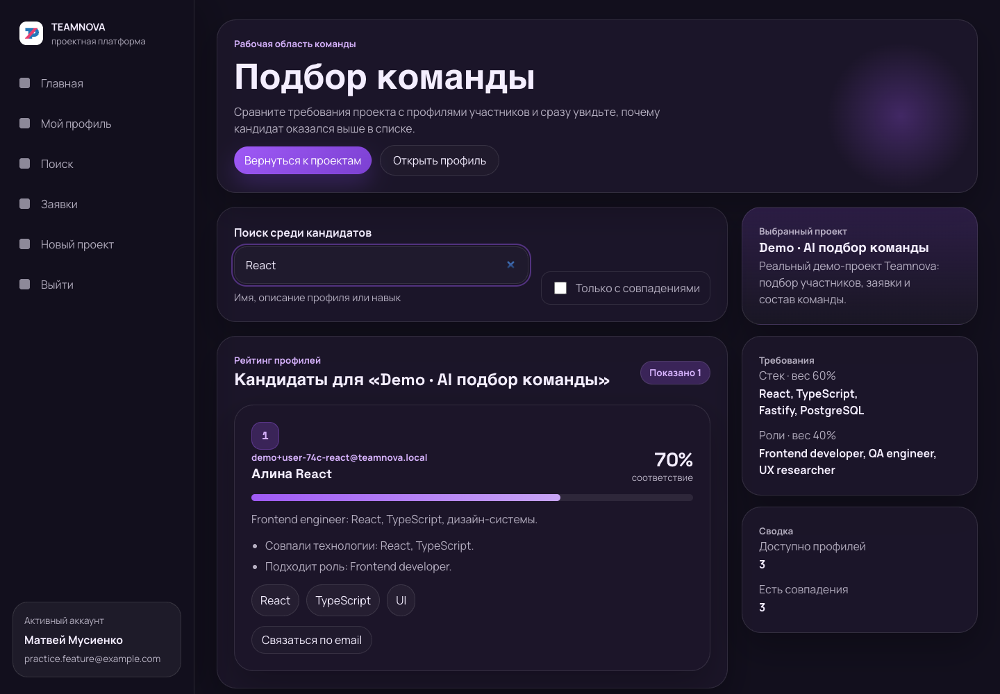 TEAMNOVA
проектная платформа
Главная
Мой профиль
Поиск
Заявки
Новый проект
Выйти
Активный аккаунт
Матвей Мусиенко
practice.feature@example.com
Рабочая область команды
Подбор команды
Сравните требования проекта с профилями участников и сразу увидьте, почему
кандидат оказался выше в списке.
Вернуться к проектам
Открыть профиль
Поиск среди кандидатов
React
Имя, описание профиля или навык
Только с совпадениями
Рейтинг профилей
Кандидаты для «Demo · AI подбор команды»
Показано 1
1
demo+user-74c-react@teamnova.local
Алина React
70%
соответствие
Frontend engineer: React, TypeScript, дизайн-системы.
• Совпали технологии: React, TypeScript.
• Подходит роль: Frontend developer.
React
TypeScript
UI
Связаться по email
Выбранный проект
Demo · AI подбор команды
Реальный демо-проект Teamnova:
подбор участников, заявки и
состав команды.
Требования
Стек · вес 60%
React, TypeScript,
Fastify, PostgreSQL
Роли · вес 40%
Frontend developer, QA engineer,
UX researcher
Сводка
Доступно профилей
3
Есть совпадения
3